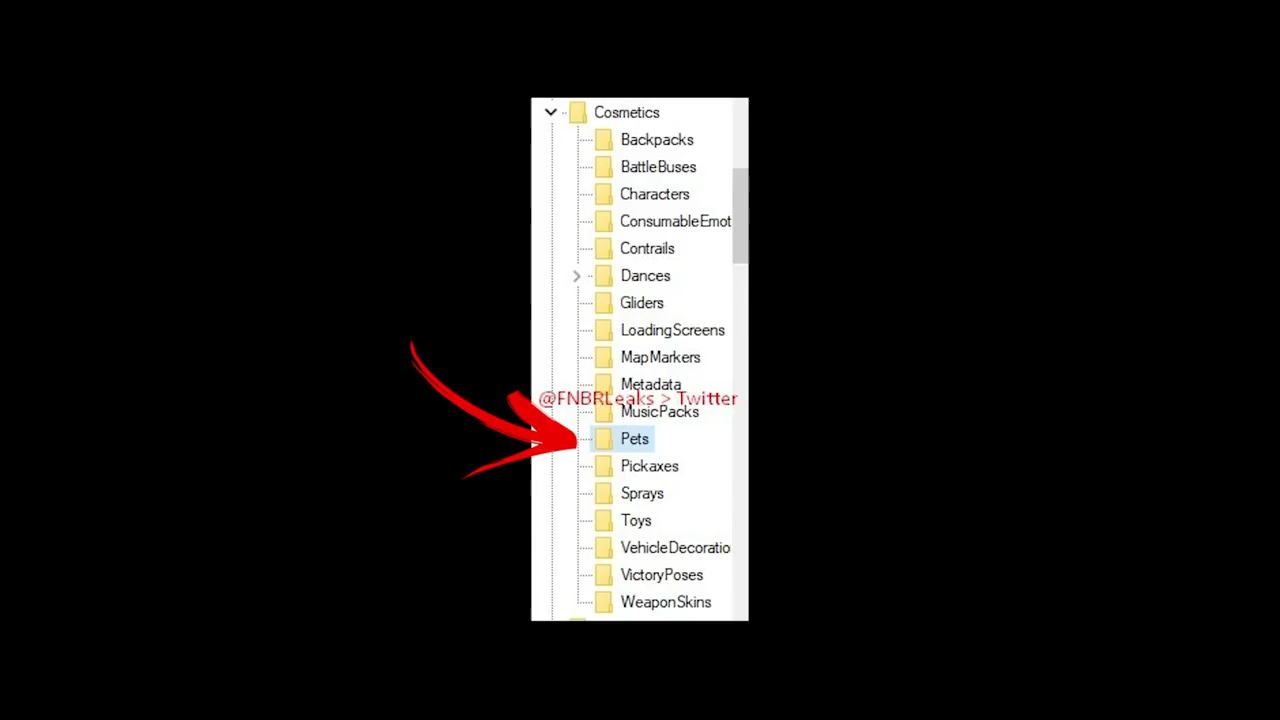 Cosmetics
Backpacks
BattleBuses
Characters
ConsumableEmot
Contrails
Dances
Gliders
LoadingScreens
MapMarkers
Metadata
@FNBRLeaks > Twitter
MusicPacks
Pets
Pickaxes
Sprays
Toys
VehicleDecoratio
VictoryPoses
WeaponSkins